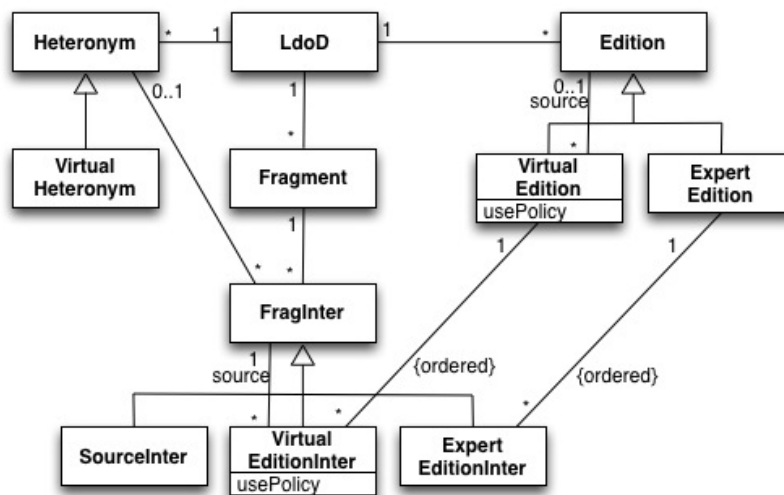 Heteronym
*
1
LdoD
1
*
Edition
0..1
1
0..1
source
*
*
Virtual
Heteronym
Fragment
Virtual
Edition
usePolicy
Expert
Edition
1
1
1
*
*
FragInter
1
source
{ordered}
{ordered}
*
*
*
SourceInter
Virtual
EditionInter
usePolicy
Expert
EditionInter